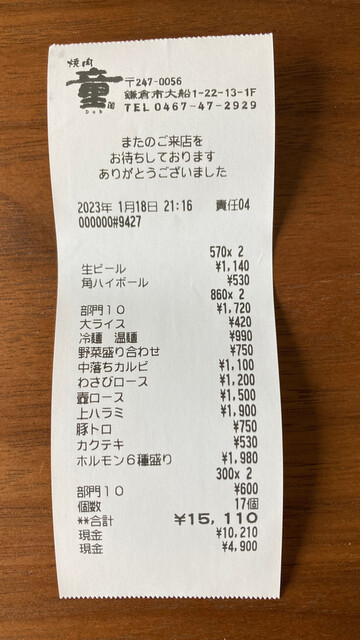 焼肉
童
〒247-0056
鎌倉市大船1-22-13-1F
TEL 0467-47-2929
またのご来店を
お待ちしております
ありがとうございました
2023年 1月18日 21:16 責任04
000000#9427
570x 2
生ビール ¥1,140
角ハイボール ¥530
860x 2
部門10 ¥1,720
大ライス ¥420
冷麺 温麺 ¥990
野菜盛り合わせ ¥750
中落ちカルビ ¥1,100
わさびロース ¥1,200
壺ロース ¥1,500
上ハラミ ¥1,900
豚トロ ¥750
カクテキ ¥530
ホルモン6種盛り ¥1,980
300x 2
部門10 ¥600
個数 17個
**合計 ¥15,110
現金 ¥10,210
現金 ¥4,900